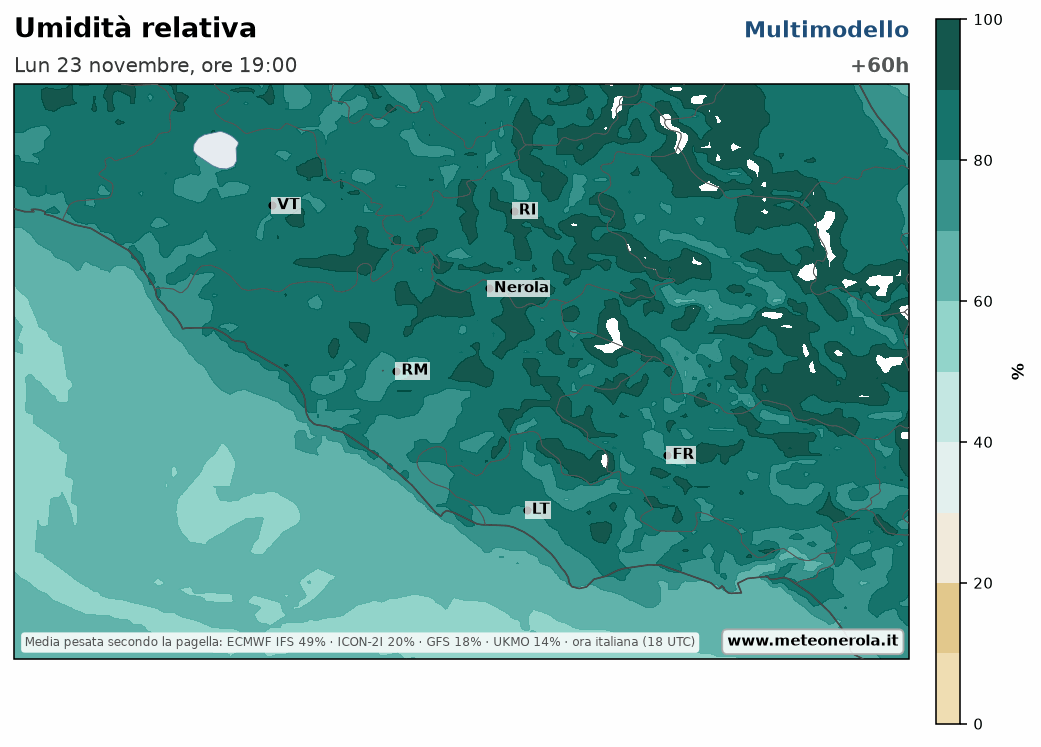 Umidità relativa
Multimodello
Lun 23 novembre, ore 19:00
+60h
100
80
60
40
20
0
%
VT
RI
Nerola
RM
FR
LT
Media pesata secondo la pagella: ECMWF IFS 49% · ICON-2I 20% · GFS 18% · UKMO 14% · ora italiana (18 UTC)
www.meteonerola.it